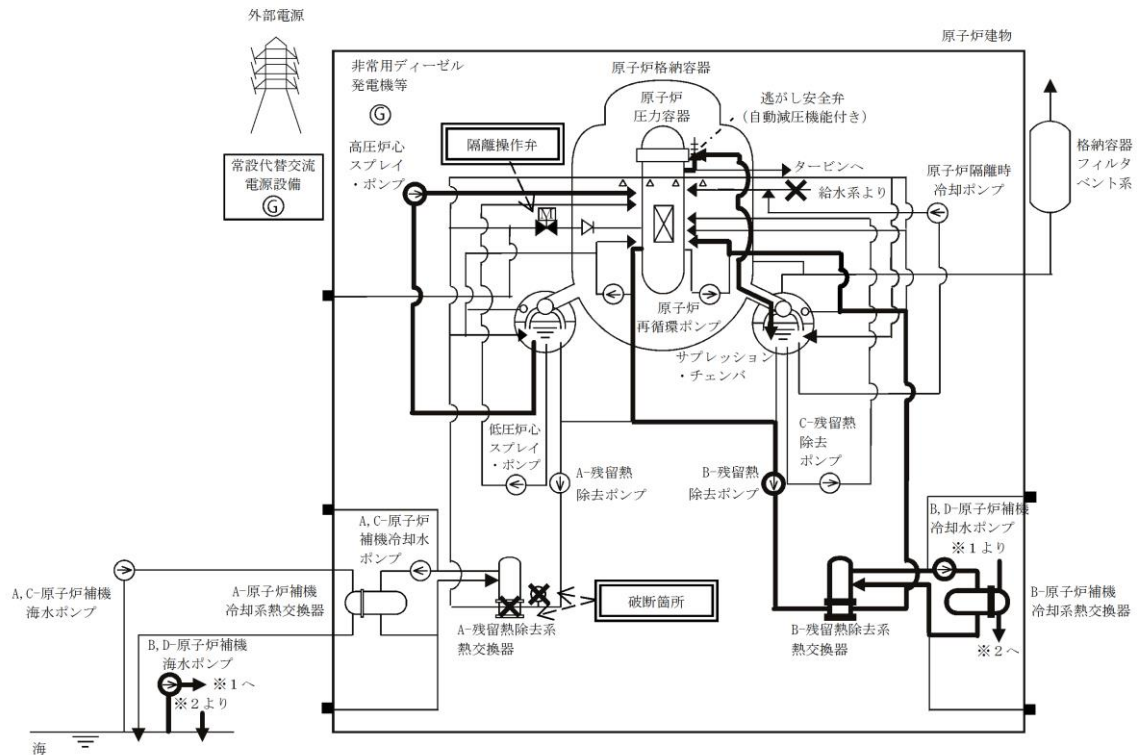 外部電源
原子炉建物
非常用ディーゼル
発電機等
G
原子炉格納容器
原子炉
圧力容器
逃がし安全弁
(自動減圧機能付き)
高圧炉心
スプレイ
・ポンプ
隔離操作弁
M
常設代替交流
電源設備
G
タービンへ
給水系より
原子炉隔離時
冷却ポンプ
格納容器
フィルタ
ベント系
原子炉
再循環ポンプ
サプレッション
・チェンバ
低圧炉心
スプレイ
・ポンプ
A-残留熱
除去ポンプ
B-残留熱
除去ポンプ
C-残留熱
除去
ポンプ
A,C-原子炉
補機冷却水
ポンプ
B,D-原子炉補機
冷却水ポンプ
※1より
A,C-原子炉補機
海水ポンプ
A-原子炉補機
冷却系熱交換器
破断箇所
A-残留熱除去系
熱交換器
B-残留熱除去系
熱交換器
B-原子炉補機
冷却系熱交換器
※2へ
B,D-原子炉補機
海水ポンプ
※1へ
※2より
海